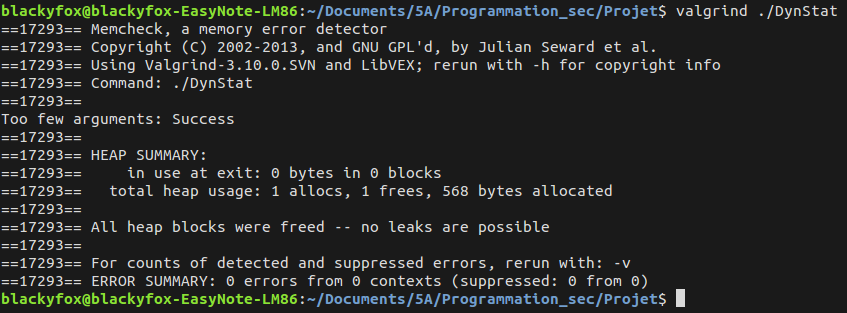 blackyfox@blackyfox-EasyNote-LM86:~/Documents/5A/Programmation_sec/Projet$ valgrind ./DynStat
==17293== Memcheck, a memory error detector
==17293== Copyright (C) 2002-2013, and GNU GPL'd, by Julian Seward et al.
==17293== Using Valgrind-3.10.0.SVN and LibVEX; rerun with -h for copyright info
==17293== Command: ./DynStat
==17293==
Too few arguments: Success
==17293==
==17293== HEAP SUMMARY:
==17293==     in use at exit: 0 bytes in 0 blocks
==17293==   total heap usage: 1 allocs, 1 frees, 568 bytes allocated
==17293==
==17293== All heap blocks were freed -- no leaks are possible
==17293==
==17293== For counts of detected and suppressed errors, rerun with: -v
==17293== ERROR SUMMARY: 0 errors from 0 contexts (suppressed: 0 from 0)
blackyfox@blackyfox-EasyNote-LM86:~/Documents/5A/Programmation_sec/Projet$